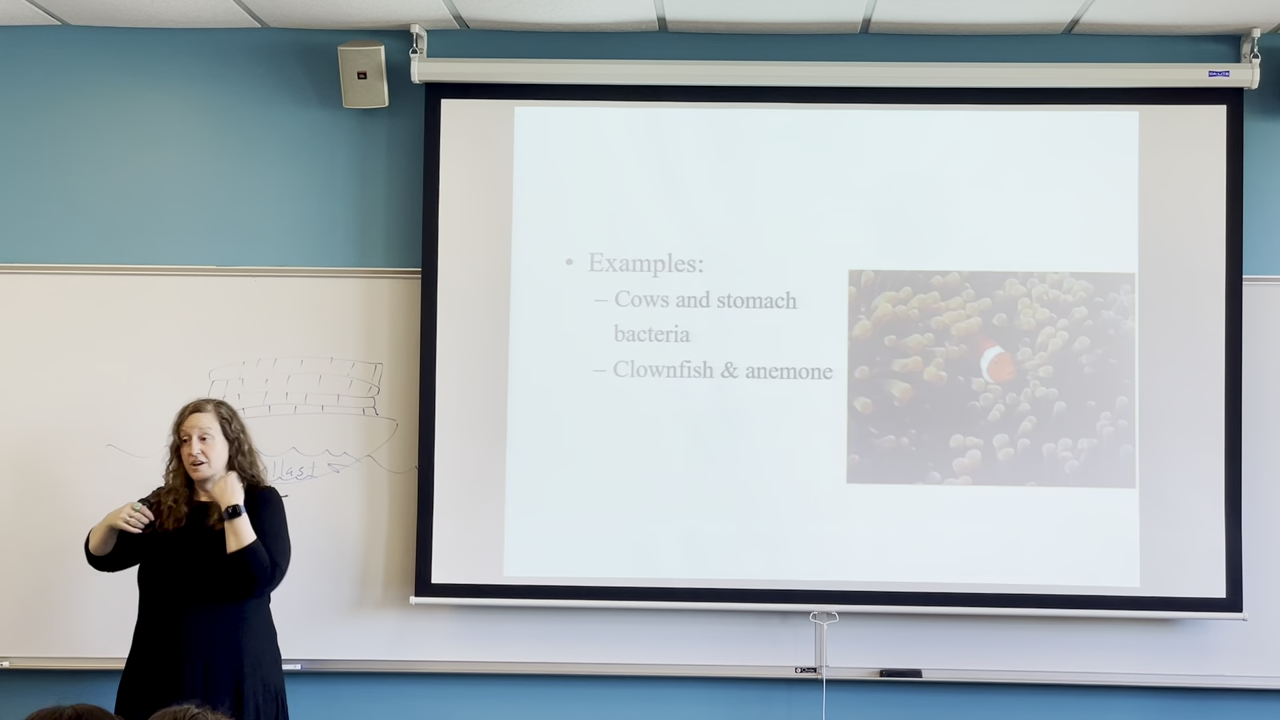 • Examples:
– Cows and stomach
bacteria
– Clownfish & anemone